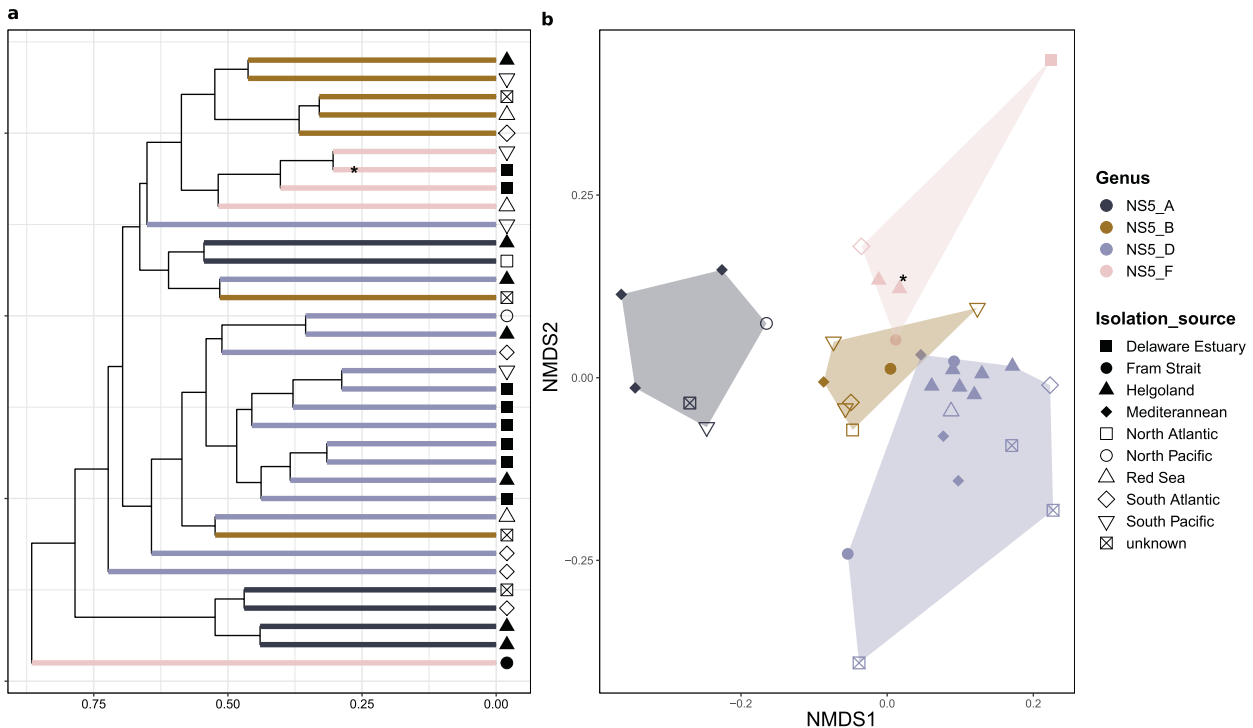 a
*
0.75 0.50 0.25 0.00
b
NMDS2
0.25
0.00
−0.25
*
−0.2 0.0 0.2
NMDS1
Genus
NS5_A
NS5_B
NS5_D
NS5_F
Isolation_source
Delaware Estuary
Fram Strait
Helgoland
Mediterannean
North Atlantic
North Pacific
Red Sea
South Atlantic
South Pacific
unknown